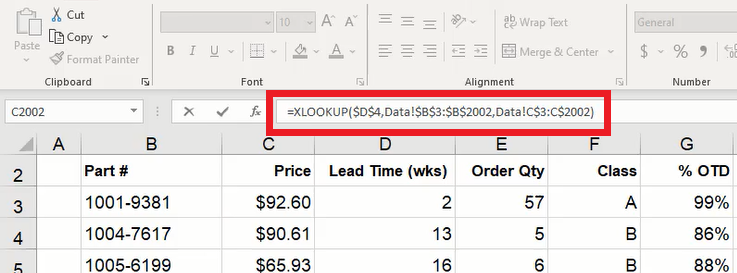 Cut
Copy
Format Painter
Paste
Clipboard
10
A A
B I U A
Font
ab Wrap Text
Merge & Center
Alignment
General
$ % 9
Number
C2002
fx =XLOOKUP($D$4,Data!$B$3:$B$2002,Data!C$3:C$2002)
A B C D E F G
2 Part # Price Lead Time (wks) Order Qty Class % OTD
3 1001-9381 $92.60 2 57 A 99%
4 1004-7617 $90.61 13 5 B 86%
5 1005-6199 $65.93 16 6 B 88%